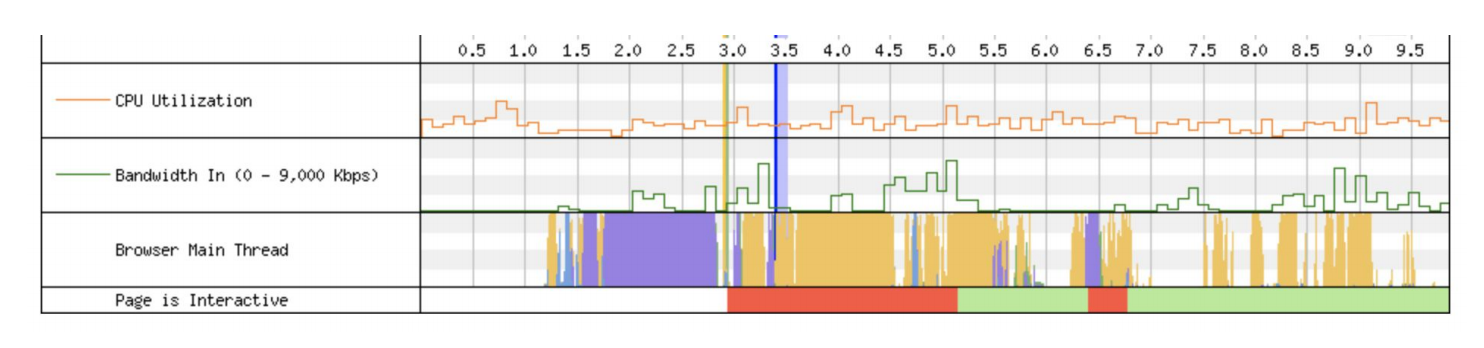 0.5 1.0 1.5 2.0 2.5 3.0 3.5 4.0 4.5 5.0 5.5 6.0 6.5 7.0 7.5 8.0 8.5 9.0 9.5
CPU Utilization
Bandwidth In (0 - 9,000 Kbps)
Browser Main Thread
Page is Interactive